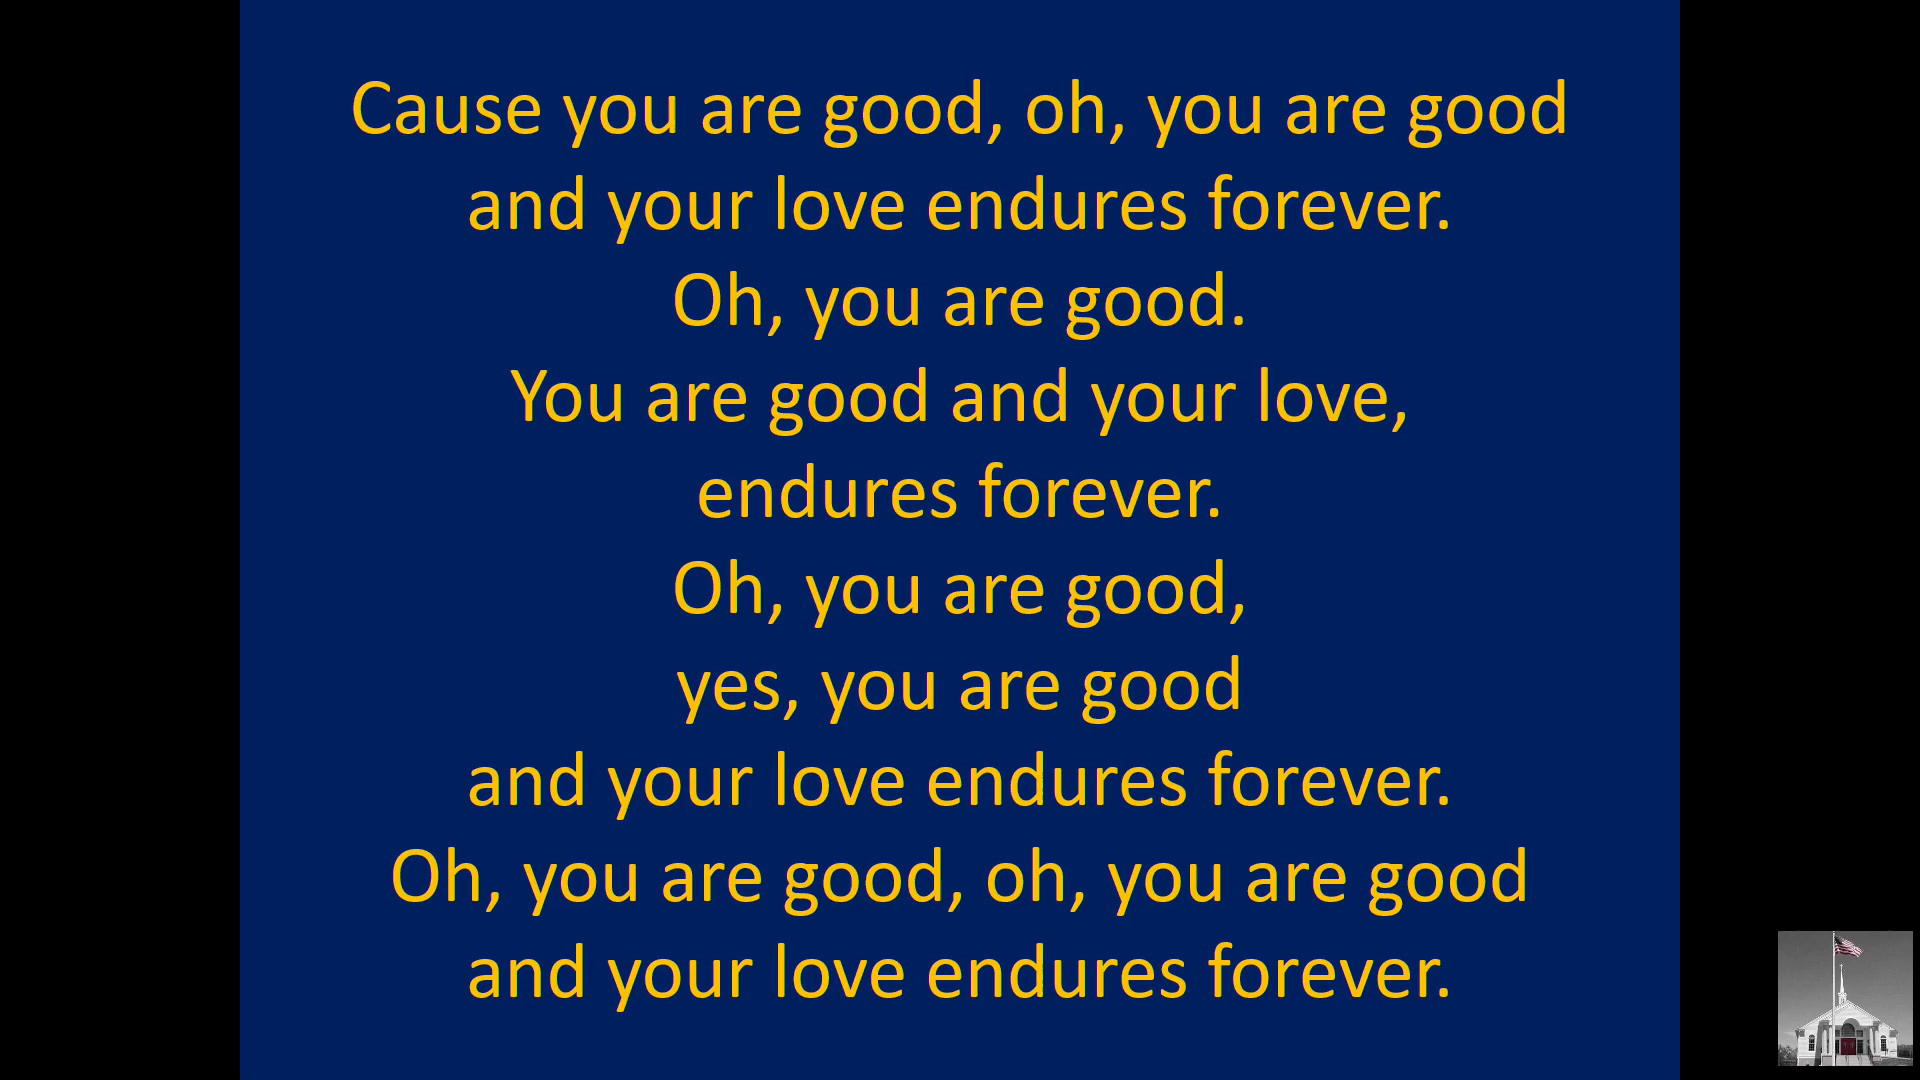 Cause you are good, oh, you are good
and your love endures forever.
Oh, you are good.
You are good and your love,
endures forever.
Oh, you are good,
yes, you are good
and your love endures forever.
Oh, you are good, oh, you are good
and your love endures forever.